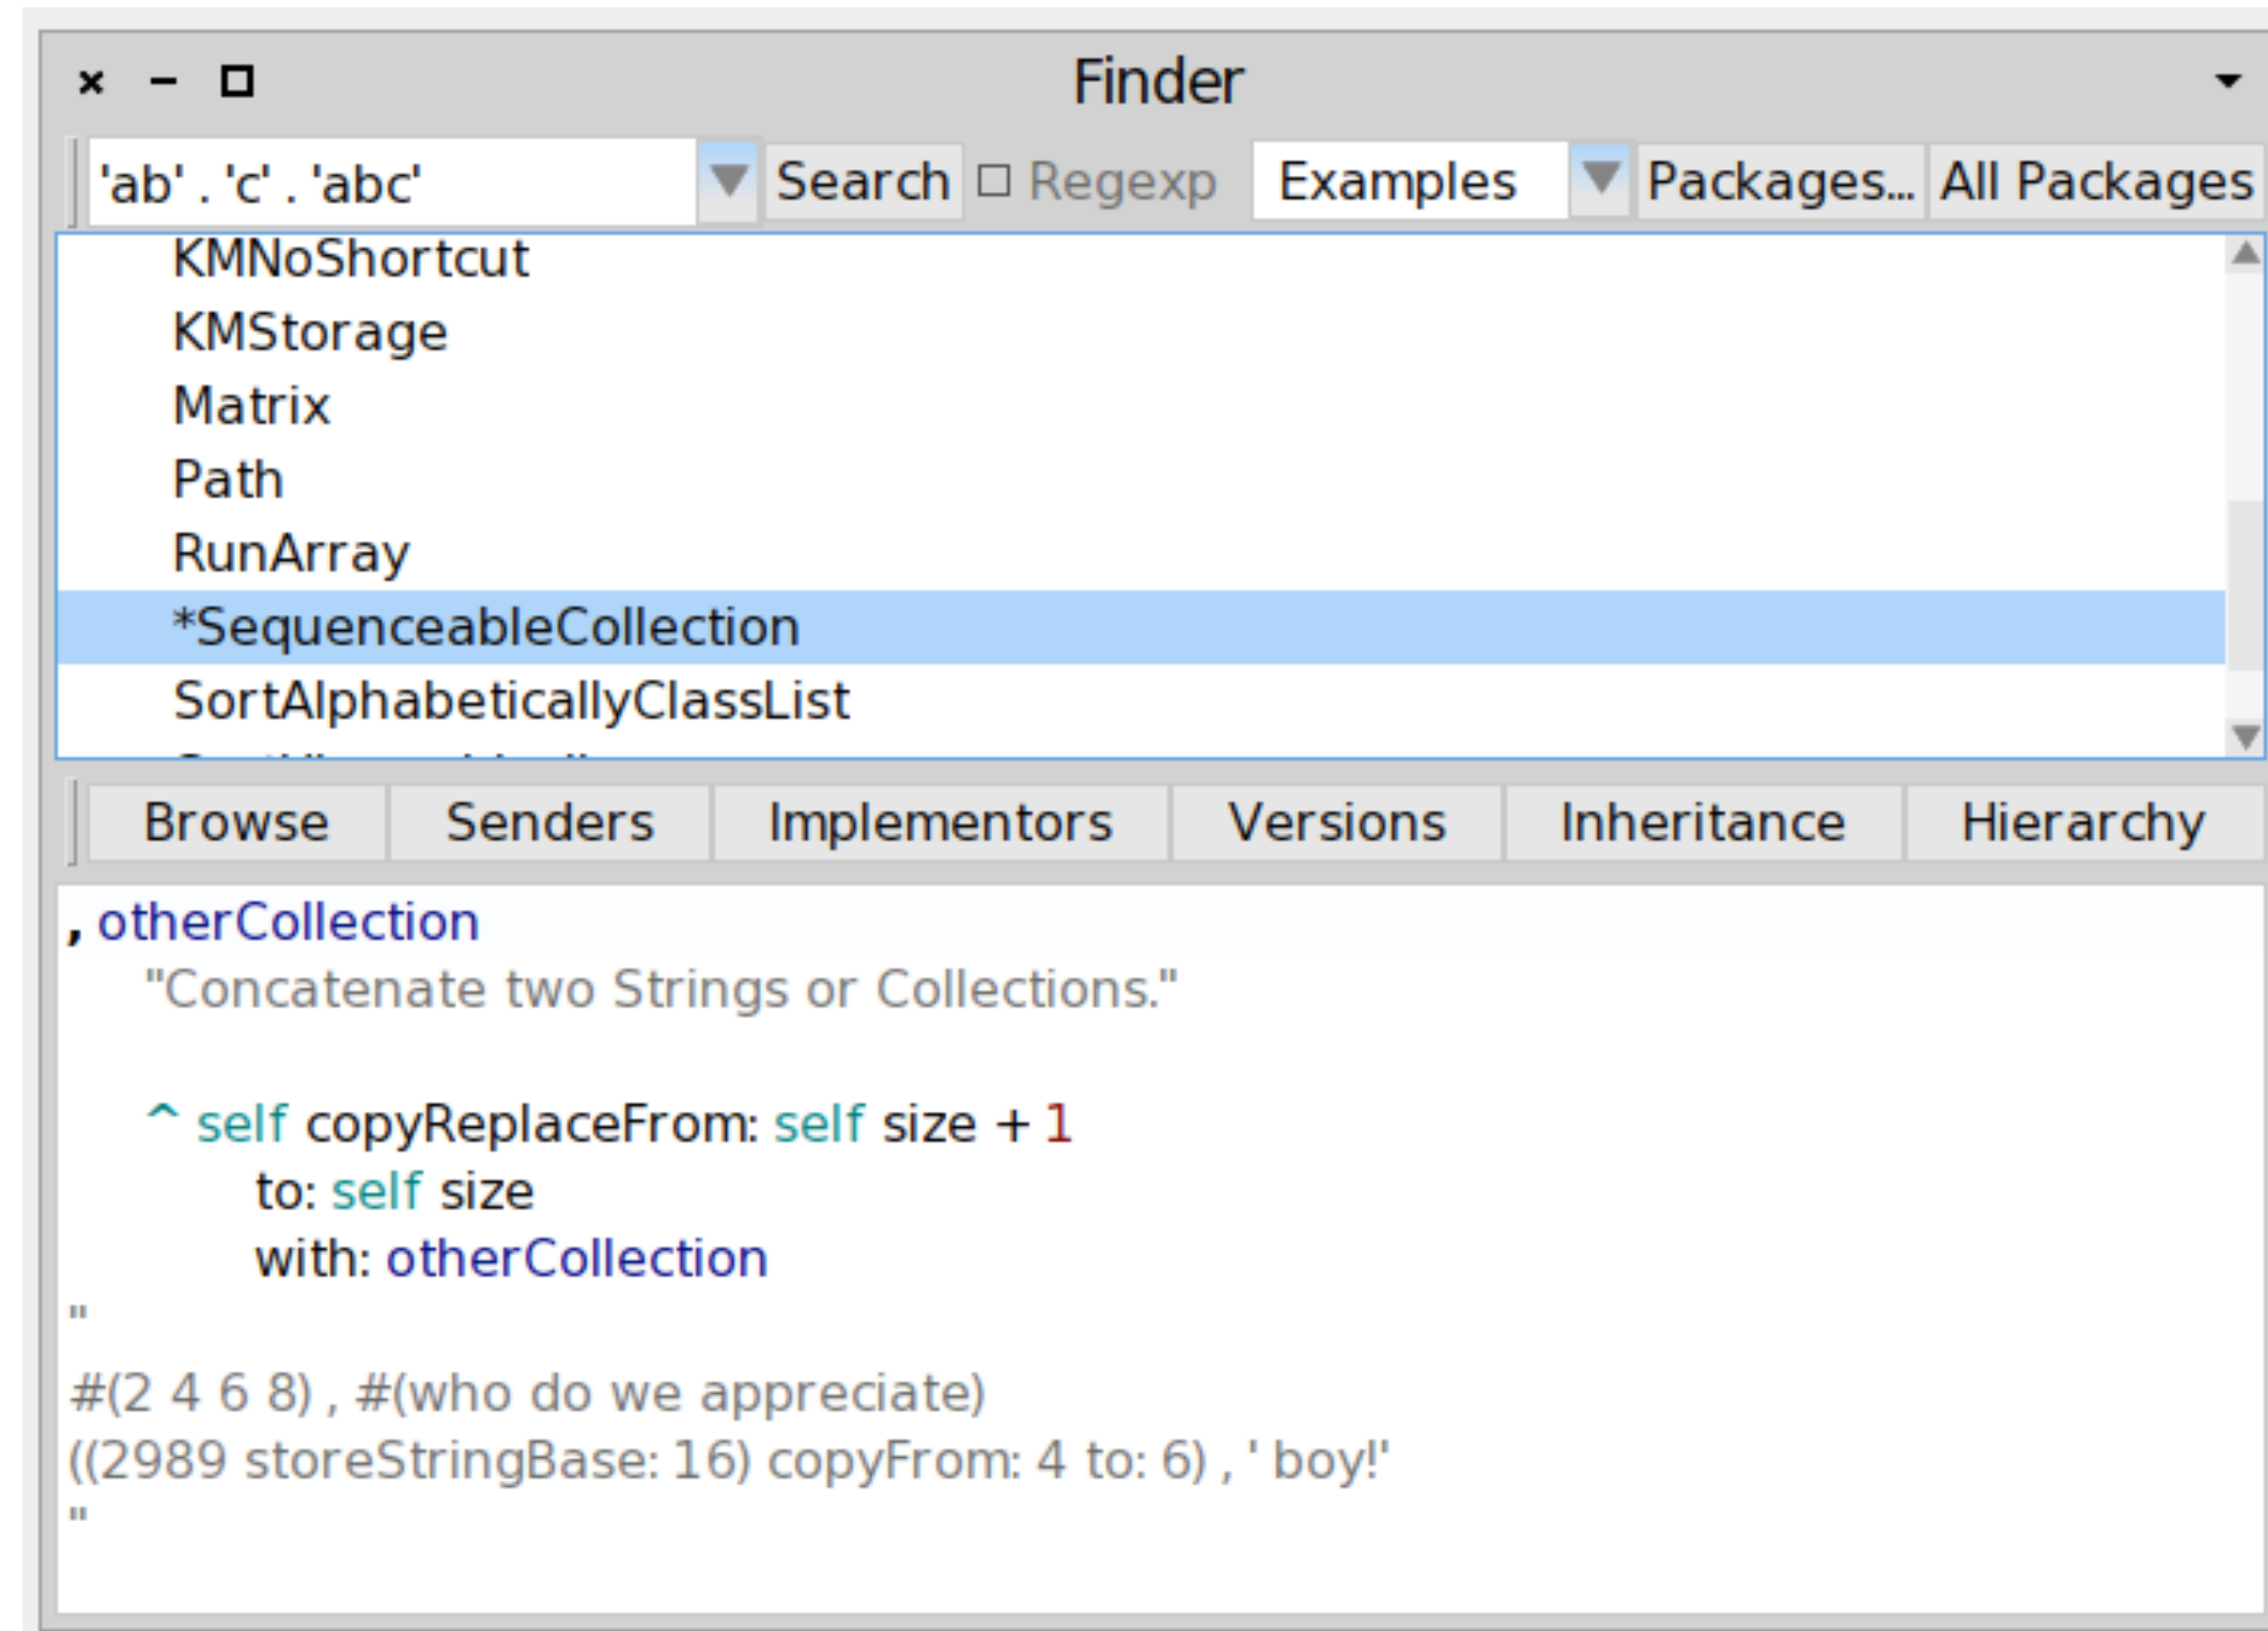 Finder
'ab' . 'c' . 'abc' Search Regexp Examples Packages... All Packages
KMNoShortcut
KMStorage
Matrix
Path
RunArray
*SequenceableCollection
SortAlphabeticallyClassList
Browse Senders Implementors Versions Inheritance Hierarchy
, otherCollection
"Concatenate two Strings or Collections."
^ self copyReplaceFrom: self size + 1
to: self size
with: otherCollection
"
#(2 4 6 8) , #(who do we appreciate)
((2989 storeStringBase: 16) copyFrom: 4 to: 6) , ' boy!'
"